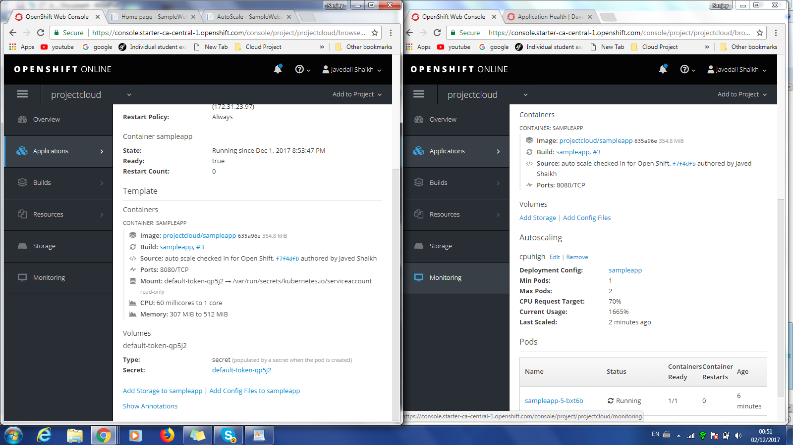 Sanjay
OpenShift Web Console
Home page - SampleWe
AutoScale - SampleWeb
Secure
https://console.starter-ca-central-1.openshift.com/console/project/projectcloud/browse...
Apps
youtube
google
Individual student ex
New Tab
Cloud Project
»
Other bookmarks
OPENSHIFT ONLINE
Javedali Shaikh
projectcloud
Add to Project
Overview
Applications
Builds
Resources
Storage
Monitoring
(172.31.23.97)
Restart Policy: Always
Container sampleapp
State: Running since Dec 1, 2017 8:53:47 PM
Ready: true
Restart Count: 0
Template
Containers
CONTAINER: SAMPLEAPP
Image: projectcloud/sampleapp 635a96e 354.8 MiB
Build: sampleapp, #3
Source: auto scale checked in for Open Shift. f7f4dfb authored by Javed Shaikh
Ports: 8080/TCP
Mount: default-token-qp5j2 → /var/run/secrets/kubernetes.io/serviceaccount
read-only
CPU: 60 millicores to 1 core
Memory: 307 MiB to 512 MiB
Volumes
default-token-qp5j2
Type: secret (populated by a secret when the pod is created)
Secret: default-token-qp5j2
Add Storage to sampleapp | Add Config Files to sampleapp
Show Annotations
Sanjay
OpenShift Web Console
Application Health | De
Secure
https://console.starter-ca-central-1.openshift.com/console/project/projectcloud/bro...
Apps
youtube
google
Individual student ex
New Tab
Cloud Project
»
Other bookmarks
OPENSHIFT ONLINE
Javedali Shaikh
projectcloud
Add to Project
Overview
Applications
Builds
Resources
Storage
Monitoring
Containers
CONTAINER: SAMPLEAPP
Image: projectcloud/sampleapp 635a96e 354.8 MiB
Build: sampleapp, #3
Source: auto scale checked in for Open Shift. f7f4dfb authored by Javed
Shaikh
Ports: 8080/TCP
Volumes
Add Storage | Add Config Files
Autoscaling
cpuhigh Edit | Remove
Deployment Config: sampleapp
Min Pods: 1
Max Pods: 2
CPU Request Target: 70%
Current Usage: 1665%
Last Scaled: 2 minutes ago
Pods
Name Status Containers Ready Container Restarts Age
sampleapp-5-bxt6b Running 1/1 0 6 minutes
https://console.starter-ca-central-1.openshift.com/console/project/projectcloud/monitoring
EN
00:51
02/12/2017